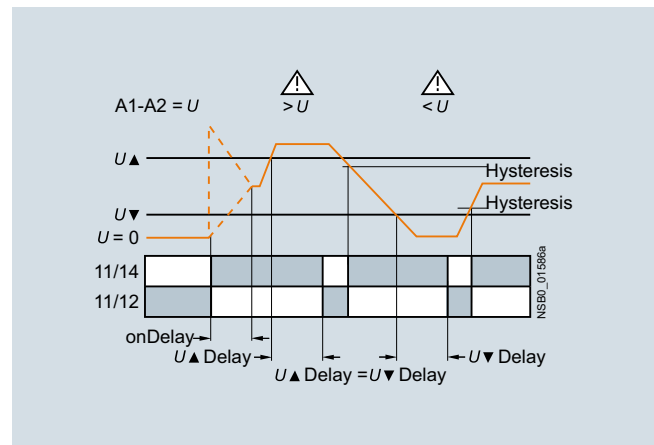 A1-A2 = U
> U
< U
U▲
Hysteresis
Hysteresis
U▼
U = 0
11/14
11/12
NSB0_01586a
onDelay
U▲Delay
U▼Delay
U▲Delay =U▼Delay